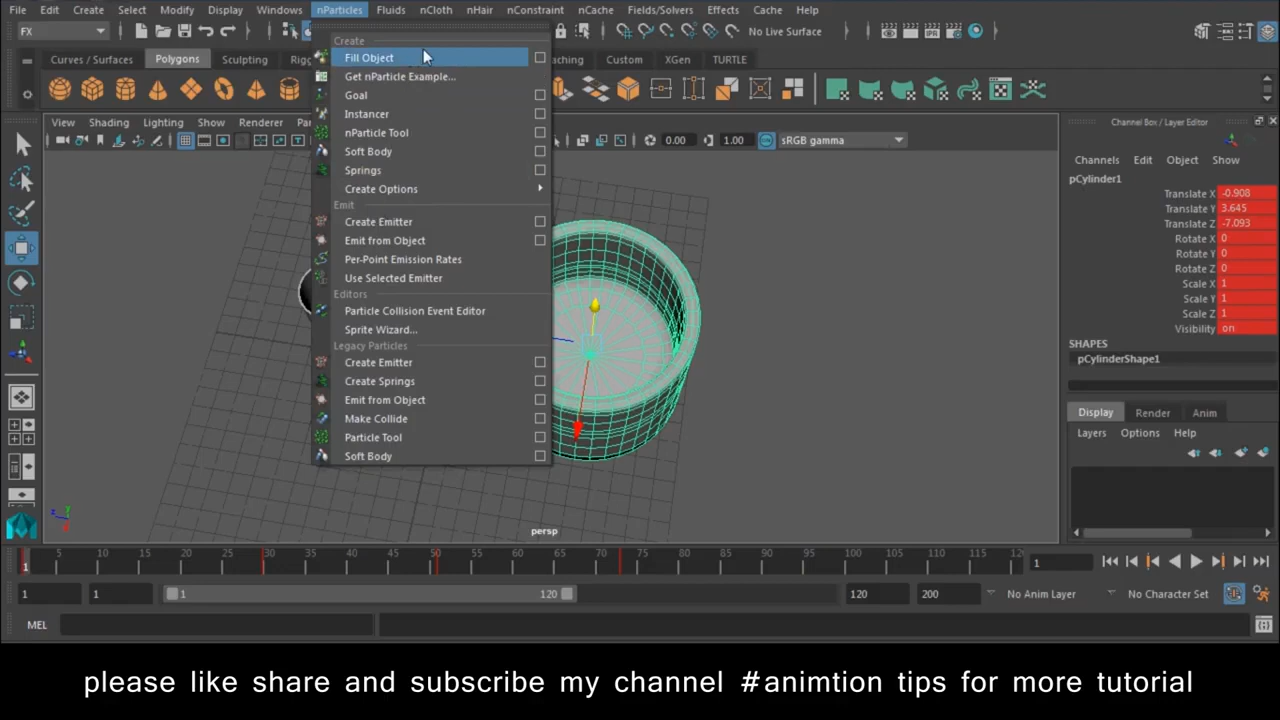 File Edit Create Select Modify Display Windows nParticles Fluids nCloth nHair nConstraint nCache Fields/Solvers Effects Cache Help
FX
No Live Surface
Curves / Surfaces Polygons Sculpting Custom XGen TURTLE
View Shading Lighting Show Renderer
0.00 1.00 sRGB gamma
Create
Fill Object
Get nParticle Example...
Goal
Instancer
nParticle Tool
Soft Body
Springs
Create Options
Emit
Create Emitter
Emit from Object
Per-Point Emission Rates
Use Selected Emitter
Editors
Particle Collision Event Editor
Sprite Wizard...
Legacy Particles
Create Emitter
Create Springs
Emit from Object
Make Collide
Particle Tool
Soft Body
persp
Channel Box / Layer Editor
Channels Edit Object Show
pCylinder1
Translate X -0.908
Translate Y 3.645
Translate Z -7.093
Rotate X 0
Rotate Y 0
Rotate Z 0
Scale X 1
Scale Y 1
Scale Z 1
Visibility on
SHAPES
pCylinderShape1
Display Render Anim
Layers Options Help
1 5 10 15 20 25 30 35 40 45 50 55 60 65 70 75 80 85 90 95 100 105 110 115
1
1 1 1 120 120 200 No Anim Layer No Character Set
MEL
please like share and subscribe my channel #animtion tips for more tutorial